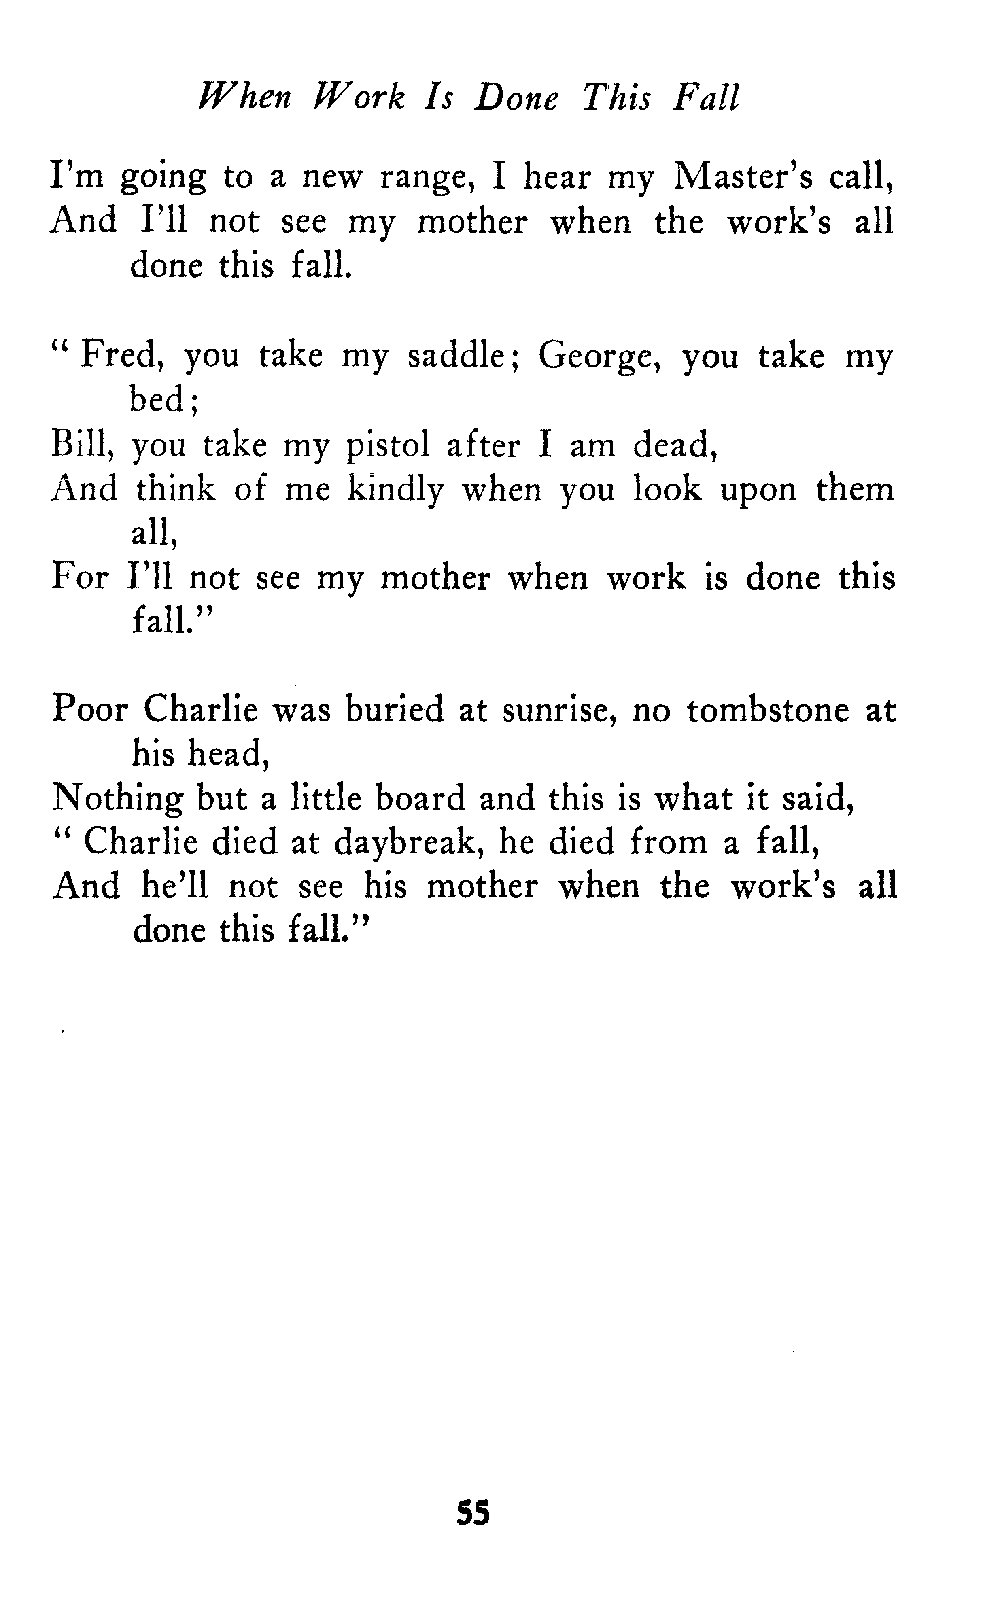 When Work Is Done This Fall
I'm going to a new range, I hear my Master's call,
And I'll not see my mother when the work's all
done this fall.
" Fred, you take my saddle; George, you take my
bed;
Bill, you take my pistol after I am dead,
And think of me kindly when you look upon them
all,
For I'll not see my mother when work is done this
fall."
Poor Charlie was buried at sunrise, no tombstone at
his head,
Nothing but a little board and this is what it said,
" Charlie died at daybreak, he died from a fall,
And he'll not see his mother when the work's all
done this fall."
55